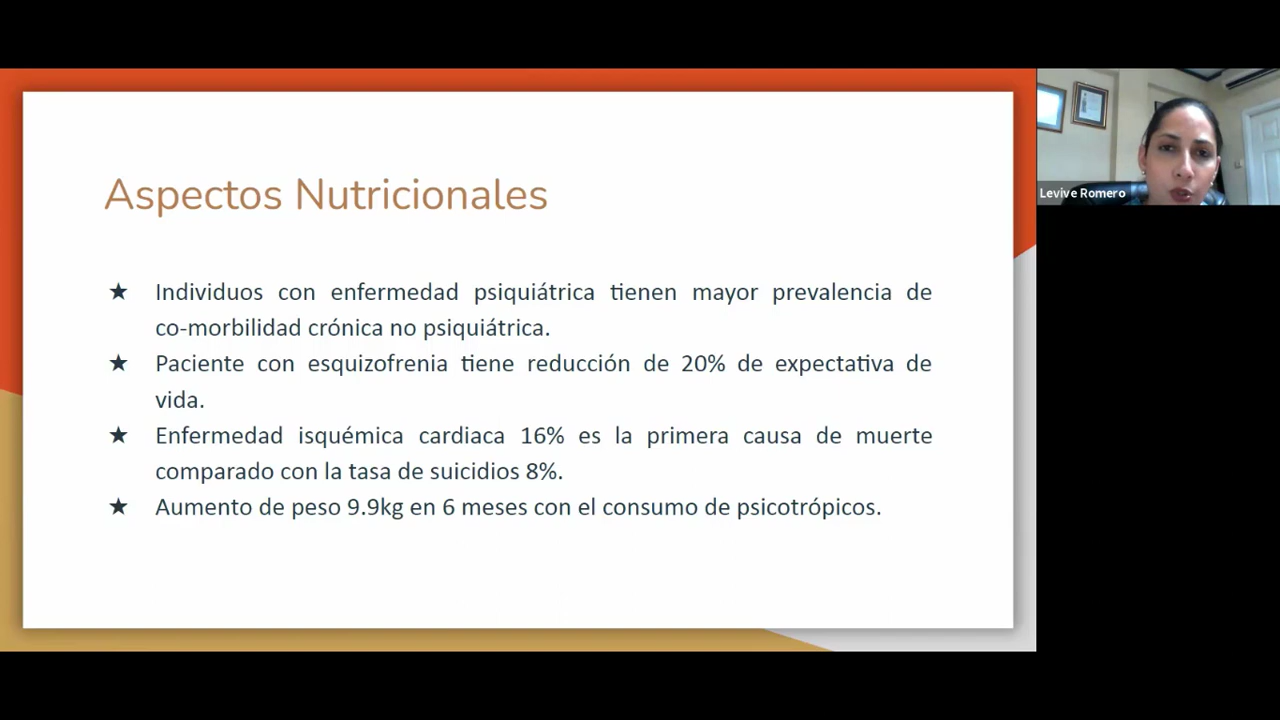 Aspectos Nutricionales
★ Individuos con enfermedad psiquiátrica tienen mayor prevalencia de
co-morbilidad crónica no psiquiátrica.
★ Paciente con esquizofrenia tiene reducción de 20% de expectativa de
vida.
★ Enfermedad isquémica cardiaca 16% es la primera causa de muerte
comparado con la tasa de suicidios 8%.
★ Aumento de peso 9.9kg en 6 meses con el consumo de psicotrópicos.
Levive Romero